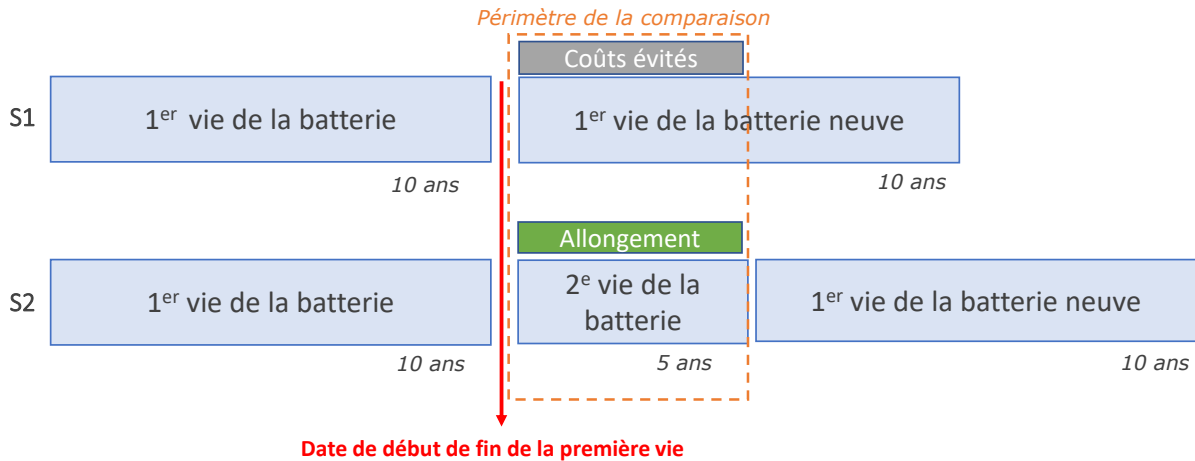 Périmètre de la comparaison
Coûts évités
S1
1er vie de la batterie
1er vie de la batterie neuve
10 ans
10 ans
Allongement
S2
1er vie de la batterie
2e vie de la
batterie
1er vie de la batterie neuve
10 ans
5 ans
10 ans
Date de début de fin de la première vie